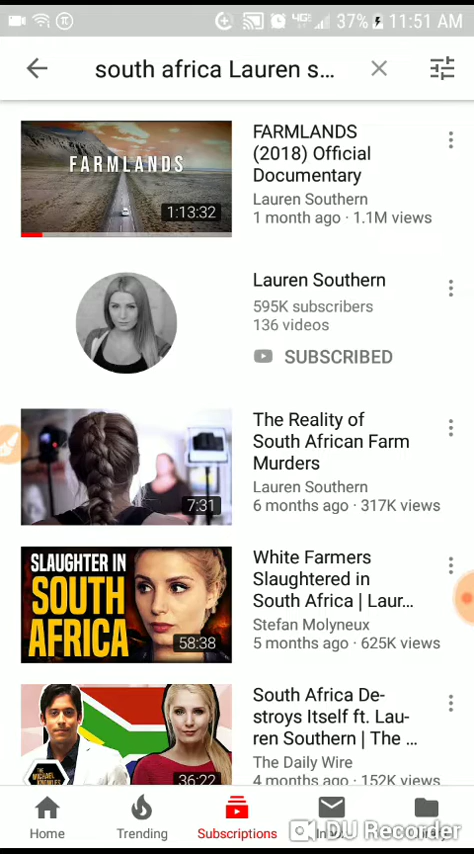 37% 11:51 AM
south africa Lauren s...
FARMLANDS
1:13:32
FARMLANDS
(2018) Official
Documentary
Lauren Southern
1 month ago · 1.1M views
Lauren Southern
595K subscribers
136 videos
SUBSCRIBED
The Reality of
South African Farm
Murders
7:31
Lauren Southern
6 months ago · 317K views
SLAUGHTER IN
SOUTH
AFRICA
58:38
White Farmers
Slaughtered in
South Africa | Laur...
Stefan Molyneux
5 months ago · 625K views
THE
MICHAEL
KNOWLES
36:22
South Africa De-
stroys Itself ft. Lau-
ren Southern | The ...
The Daily Wire
4 months ago · 152K views
Home Trending Subscriptions
DU Recorder